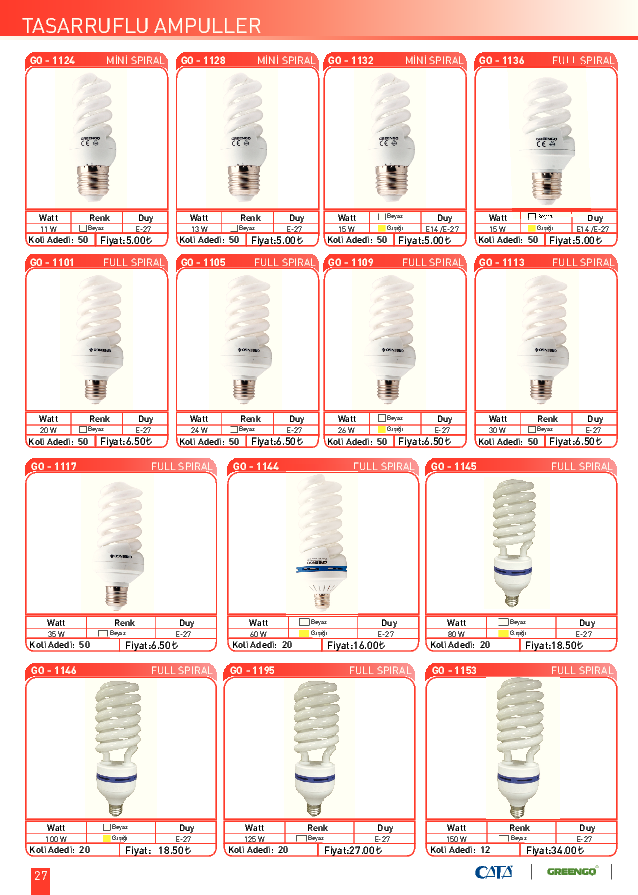 TASARRUFLU AMPULLER
GO - 1124 MİNİ SPIRAL
GREENGO
CE
Watt Renk Duy
11 W Beyaz E-27
Koli Adedi: 50 Fiyat:5.00₺
GO - 1128 MİNİ SPIRAL
GREENGO
CE
Watt Renk Duy
13 W Beyaz E-27
Koli Adedi: 50 Fiyat:5.00₺
GO - 1132 MİNİ SPIRAL
GREENGO
CE
Watt Beyaz Duy
15 W Günışığı E14 /E-27
Koli Adedi: 50 Fiyat:5.00₺
GO - 1136 FULL SPIRAL
GREENGO
CE
Watt Beyaz Duy
15 W Günışığı E14 /E-27
Koli Adedi: 50 Fiyat:5.00₺
GO - 1101 FULL SPIRAL
Watt Renk Duy
20 W Beyaz E-27
Koli Adedi: 50 Fiyat:6.50₺
GO - 1105 FULL SPIRAL
Watt Renk Duy
24 W Beyaz E-27
Koli Adedi: 50 Fiyat:6.50₺
GO - 1109 FULL SPIRAL
Watt Beyaz Duy
26 W Günışığı E-27
Koli Adedi: 50 Fiyat:6.50₺
GO - 1113 FULL SPIRAL
Watt Renk Duy
30 W Beyaz E-27
Koli Adedi: 50 Fiyat:6.50₺
GO - 1117 FULL SPIRAL
Watt Renk Duy
35 W Beyaz E-27
Koli Adedi: 50 Fiyat:6.50₺
GO - 1144 FULL SPIRAL
Watt Beyaz Duy
60 W Günışığı E-27
Koli Adedi: 20 Fiyat:16.00₺
GO - 1145 FULL SPIRAL
Watt Beyaz Duy
80 W Günışığı E-27
Koli Adedi: 20 Fiyat:18.50₺
GO - 1146 FULL SPIRAL
Watt Beyaz Duy
100 W Günışığı E-27
Koli Adedi: 20 Fiyat: 18.50₺
GO - 1195 FULL SPIRAL
Watt Renk Duy
125 W Beyaz E-27
Koli Adedi: 20 Fiyat:27.00₺
GO - 1153 FULL SPIRAL
Watt Renk Duy
150 W Beyaz E-27
Koli Adedi: 12 Fiyat:34.00₺
27
CATA
GREENGO®